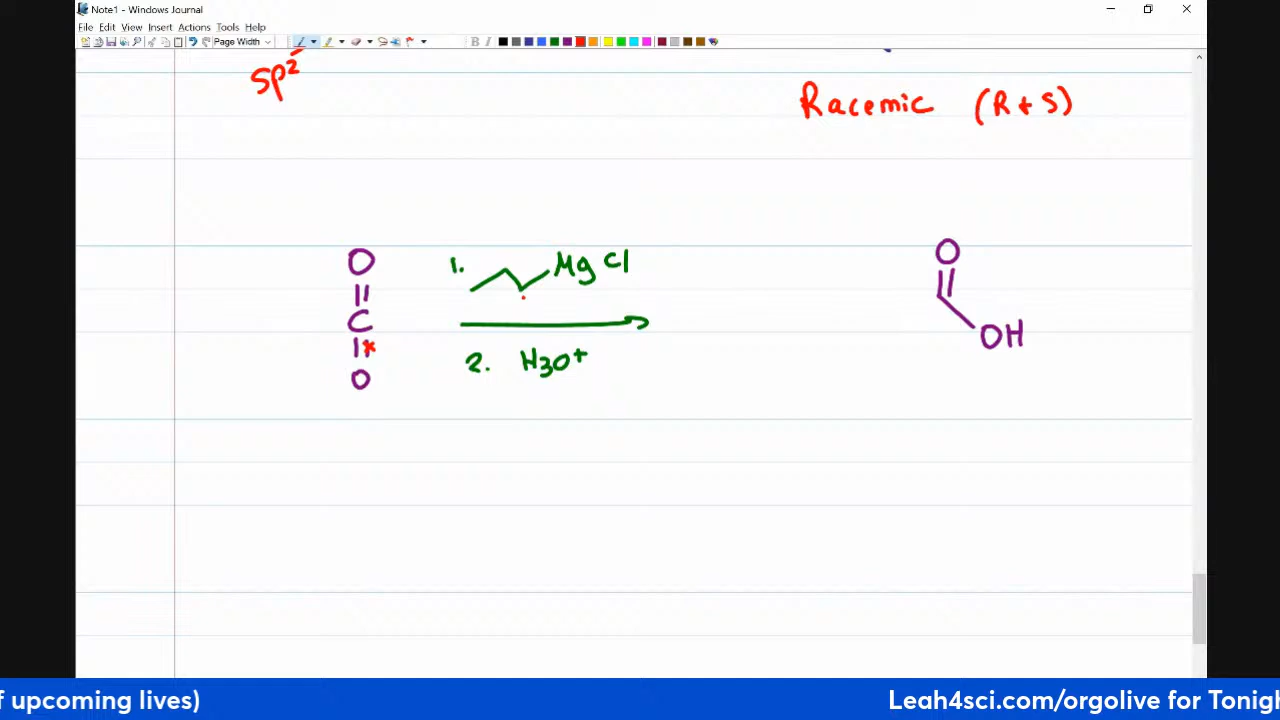 Note1 - Windows Journal
File Edit View Insert Actions Tools Help
Page Width
B I
sp²
Racemic (R + S)
O
C
O
1. MgCl
2. H3O+
O
OH
f upcoming lives)
Leah4sci.com/orgolive for Tonigh